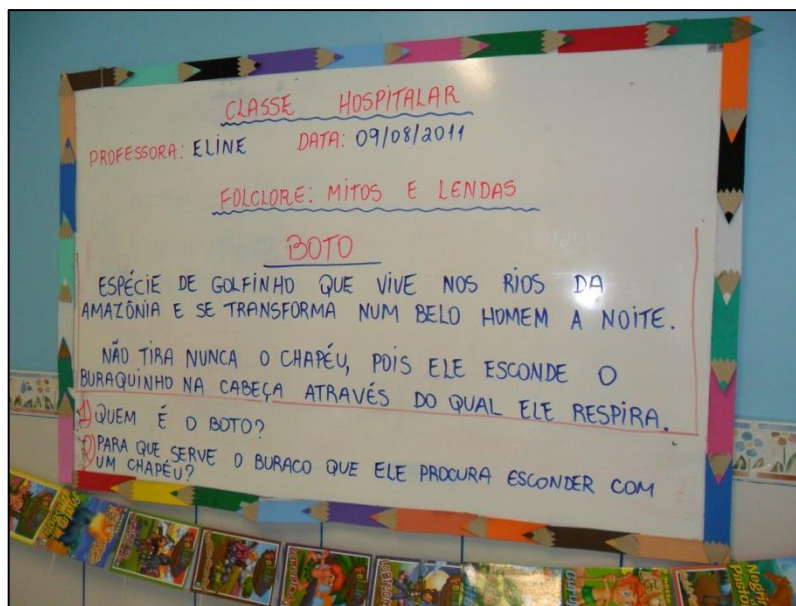 CLASSE HOSPITALAR
PROFESSORA: ELINE DATA: 09/08/2011
FOLCLORE: MITOS E LENDAS
BOTO
ESPÉCIE DE GOLFINHO QUE VIVE NOS RIOS DA
AMAZÔNIA E SE TRANSFORMA NUM BELO HOMEM A NOITE.
NÃO TIRA NUNCA O CHAPÉU, POIS ELE ESCONDE O
BURAQUINHO NA CABEÇA ATRAVÉS DO QUAL ELE RESPIRA.
1) QUEM É O BOTO?
2) PARA QUE SERVE O BURACO QUE ELE PROCURA ESCONDER COM
UM CHAPÉU?